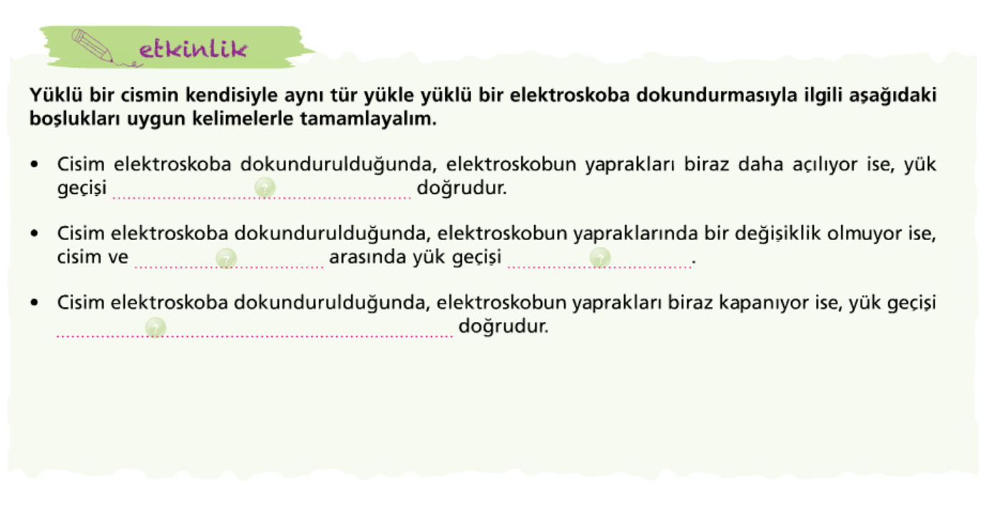 etkinlik
Yüklü bir cismin kendisiyle aynı tür yükle yüklü bir elektroskoba dokundurmasıyla ilgili aşağıdaki
boşlukları uygun kelimelerle tamamlayalım.
• Cisim elektroskoba dokundurulduğunda, elektroskobun yaprakları biraz daha açılıyor ise, yük
geçişi ........................?........................ doğrudur.
• Cisim elektroskoba dokundurulduğunda, elektroskobun yapraklarında bir değişiklik olmuyor ise,
cisim ve ................?................ arasında yük geçişi ................?.................
• Cisim elektroskoba dokundurulduğunda, elektroskobun yaprakları biraz kapanıyor ise, yük geçişi
................?................................................ doğrudur.